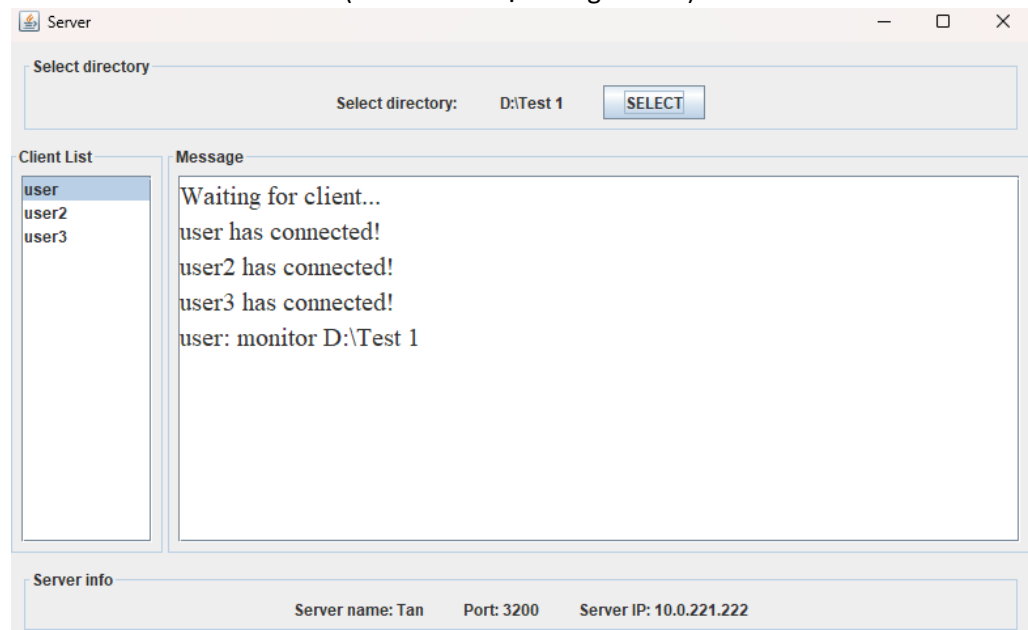 Server
Select directory
Select directory: D:\Test 1 SELECT
Client List
user
user2
user3
Message
Waiting for client...
user has connected!
user2 has connected!
user3 has connected!
user: monitor D:\Test 1
Server info
Server name: Tan Port: 3200 Server IP: 10.0.221.222